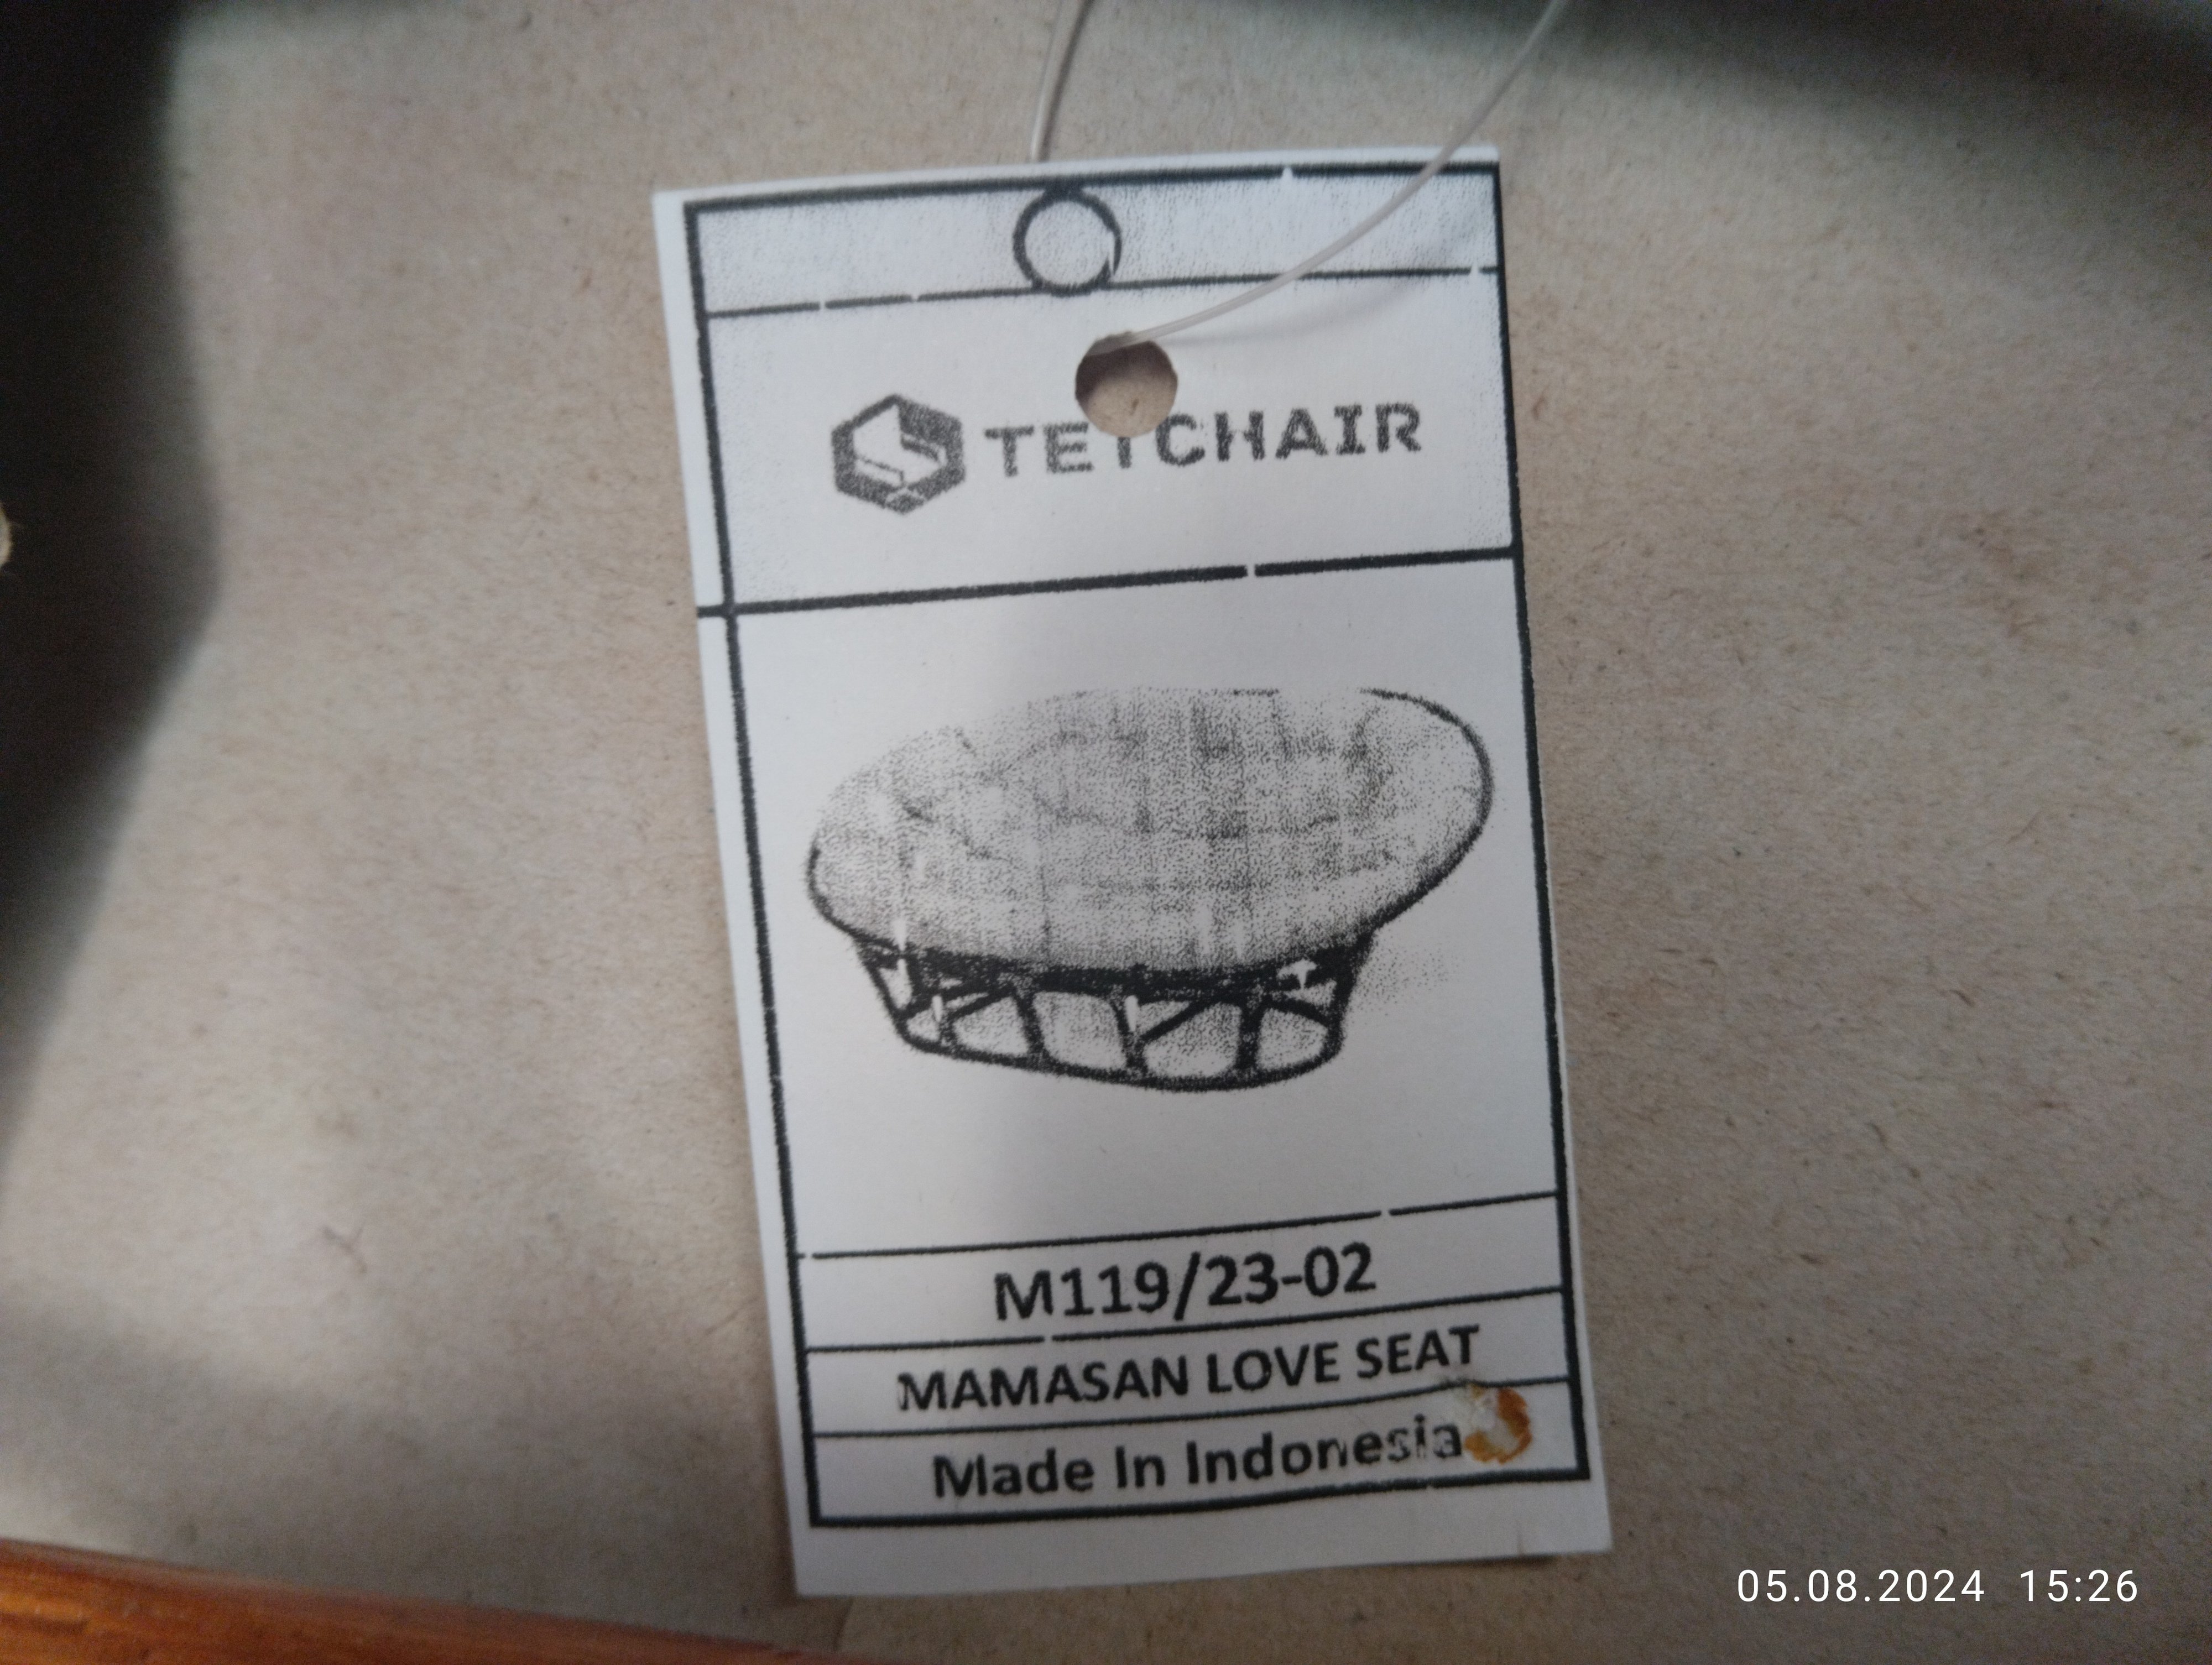 TETCHAIR
M119/23-02
MAMASAN LOVE SEAT
Made In Indonesia
05.08.2024 15:26